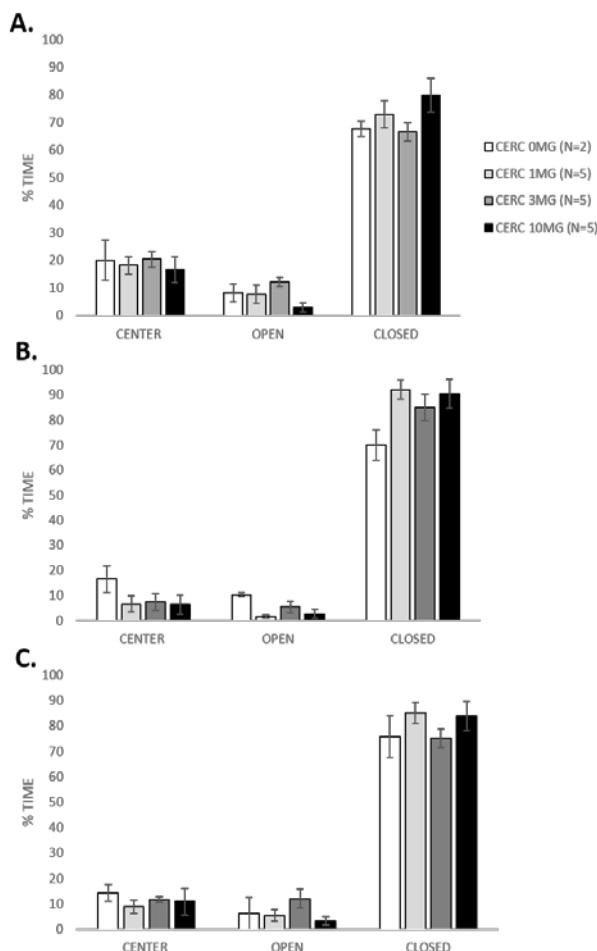 A.
100
90
80
70
60
50
40
30
20
10
0
% TIME
CENTER OPEN CLOSED
CERC 0MG (N=2)
CERC 1MG (N=5)
CERC 3MG (N=5)
CERC 10MG (N=5)
B.
100
90
80
70
60
50
40
30
20
10
0
% TIME
CENTER OPEN CLOSED
C.
100
90
80
70
60
50
40
30
20
10
0
% TIME
CENTER OPEN CLOSED